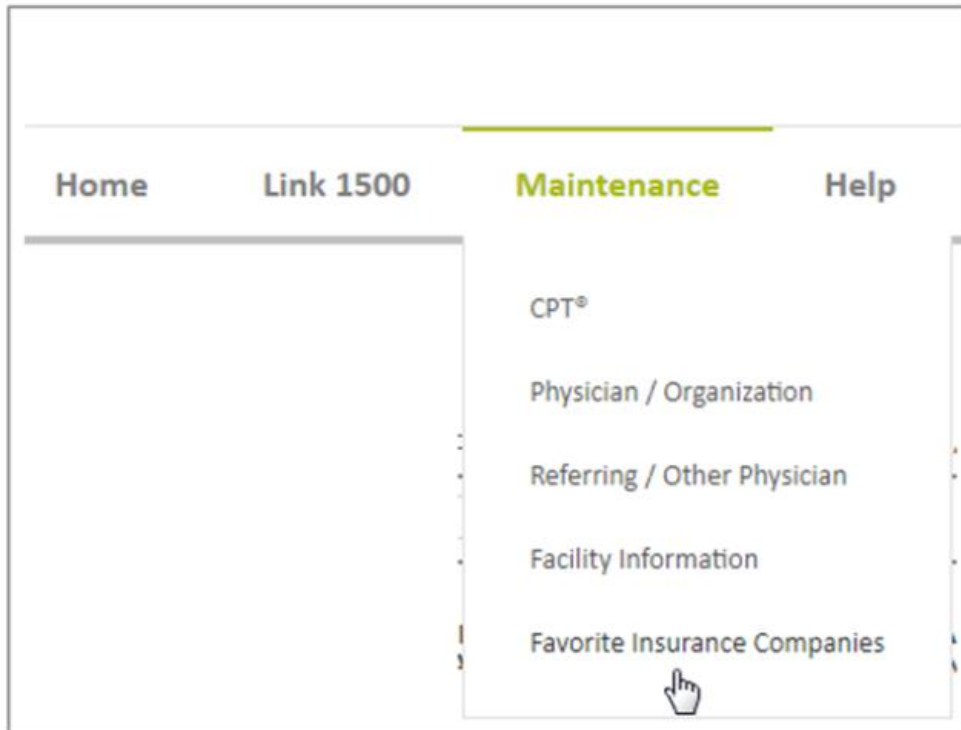 Home Link 1500 Maintenance Help
CPT®
Physician / Organization
Referring / Other Physician
Facility Information
Favorite Insurance Companies